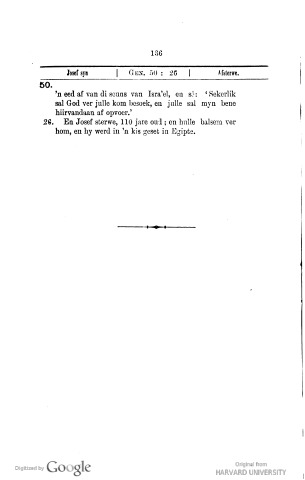 136
Josef syn | GEN. 50 : 26 | Afsterwe.
50.
'n eed af van di seuns van Isra'el, en sê: 'Sekerlik
sal God ver julle kom besoek, en julle sal myn bene
hiirvandaan af opvoer.'
26. En Josef sterwe, 110 jare oud; en hulle balsem ver
hom, en hy werd in 'n kis geset in Egipte.
Digitized by Google
Original from
HARVARD UNIVERSITY